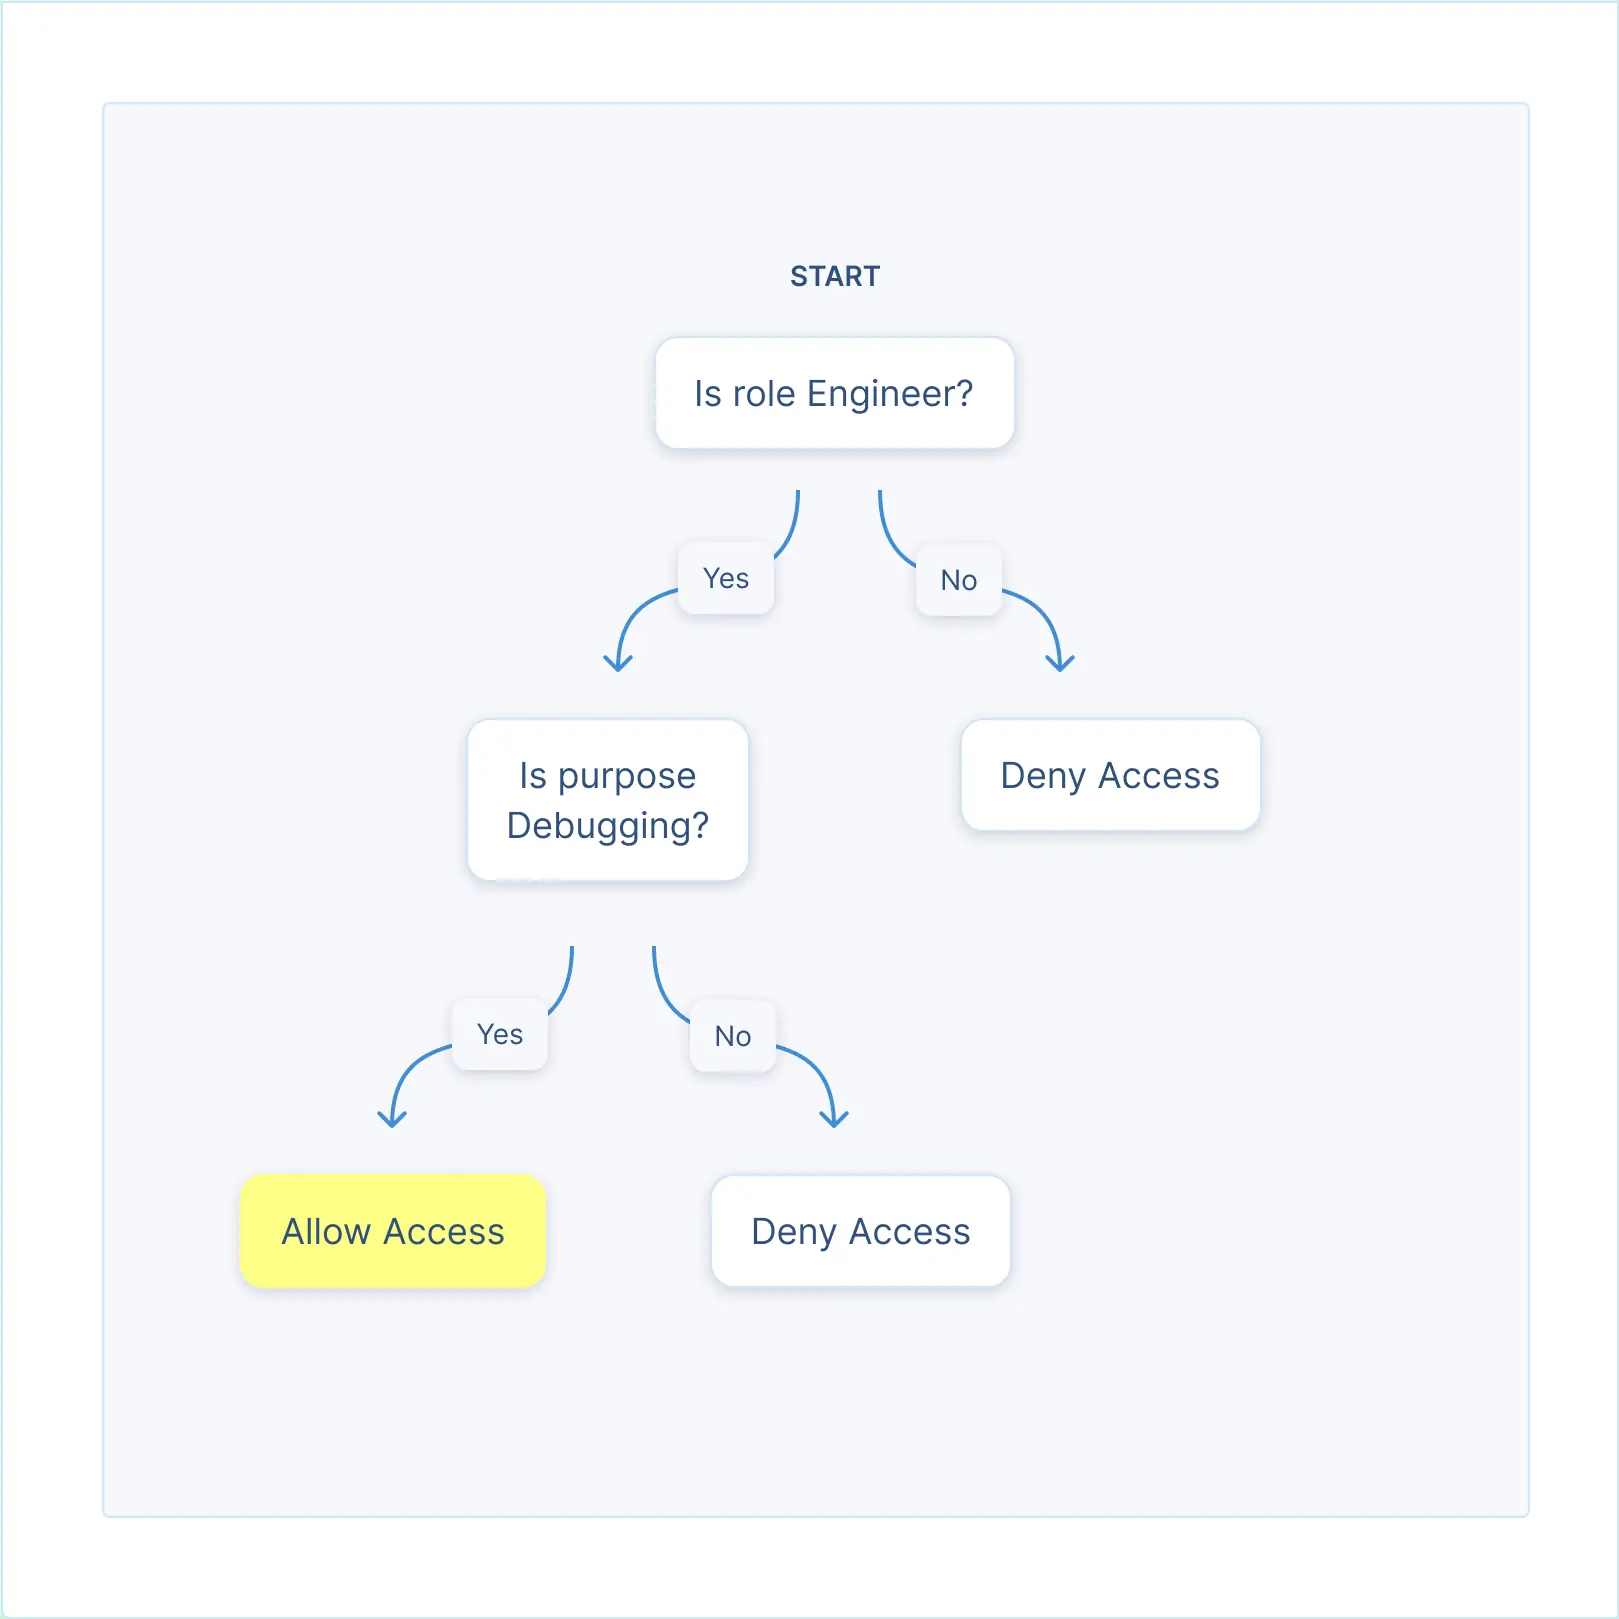 START
Is role Engineer?
Yes
No
Is purpose
Debugging?
Deny Access
Yes
No
Allow Access
Deny Access